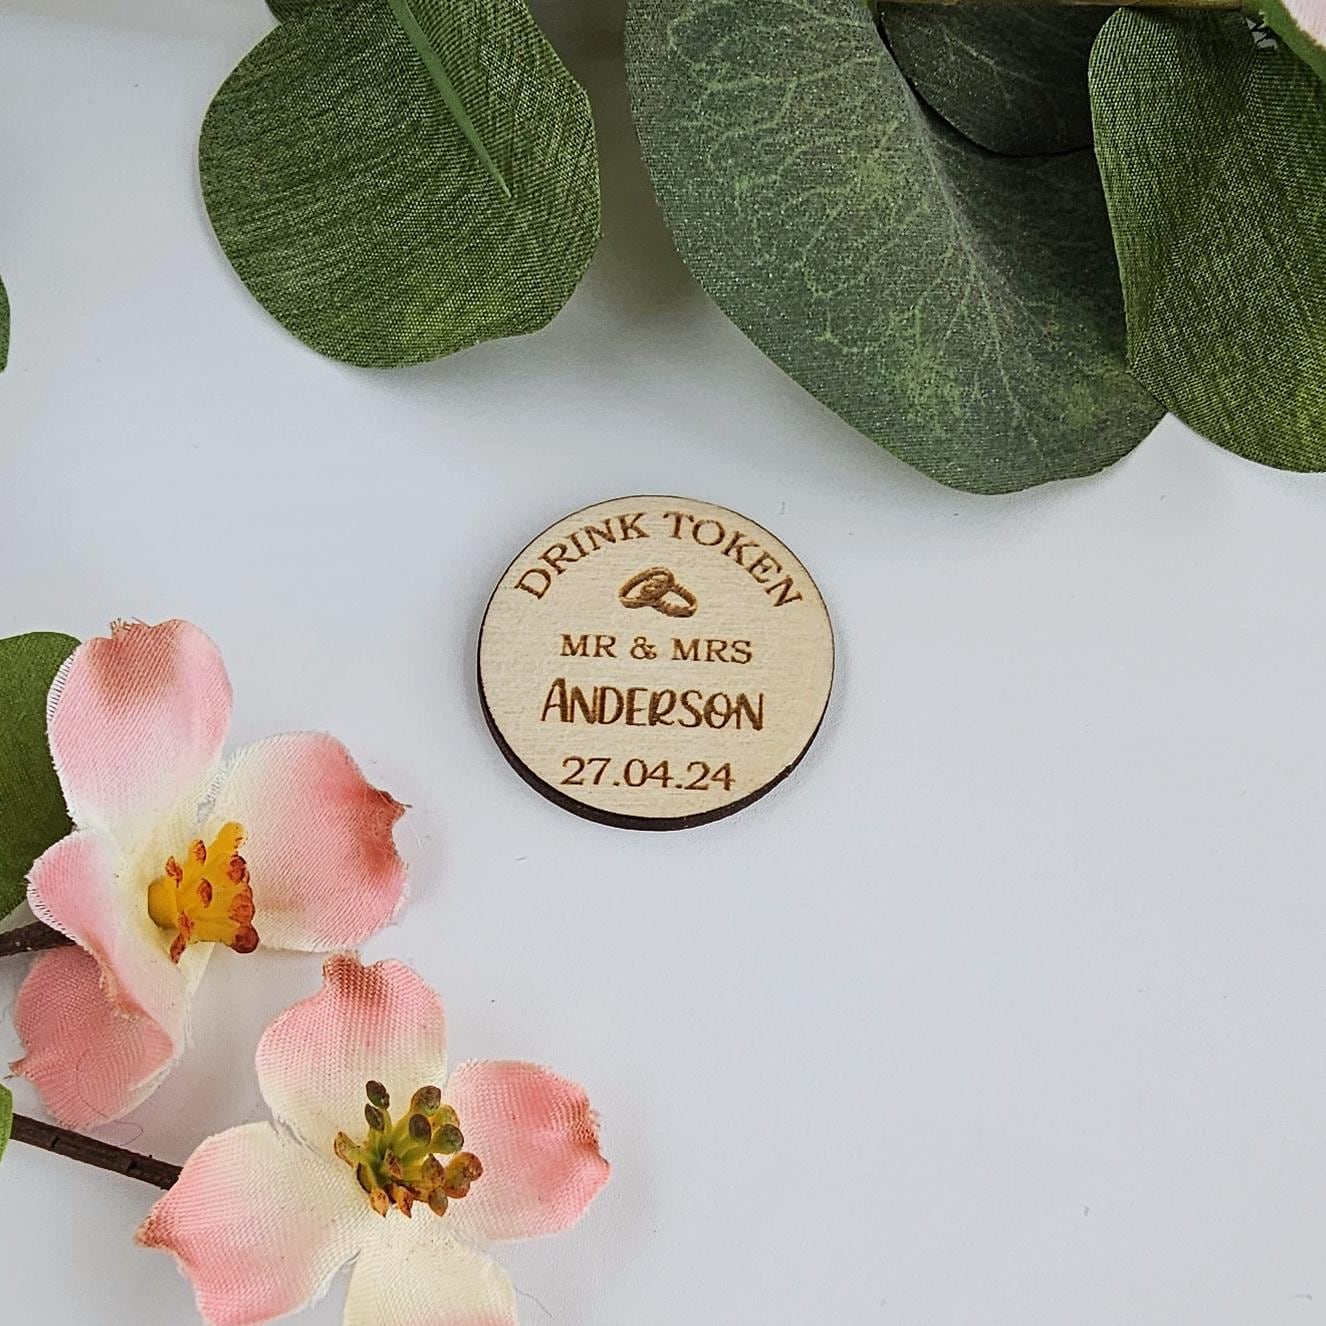 DRINK TOKEN
MR & MRS
ANDERSON
27.04.24